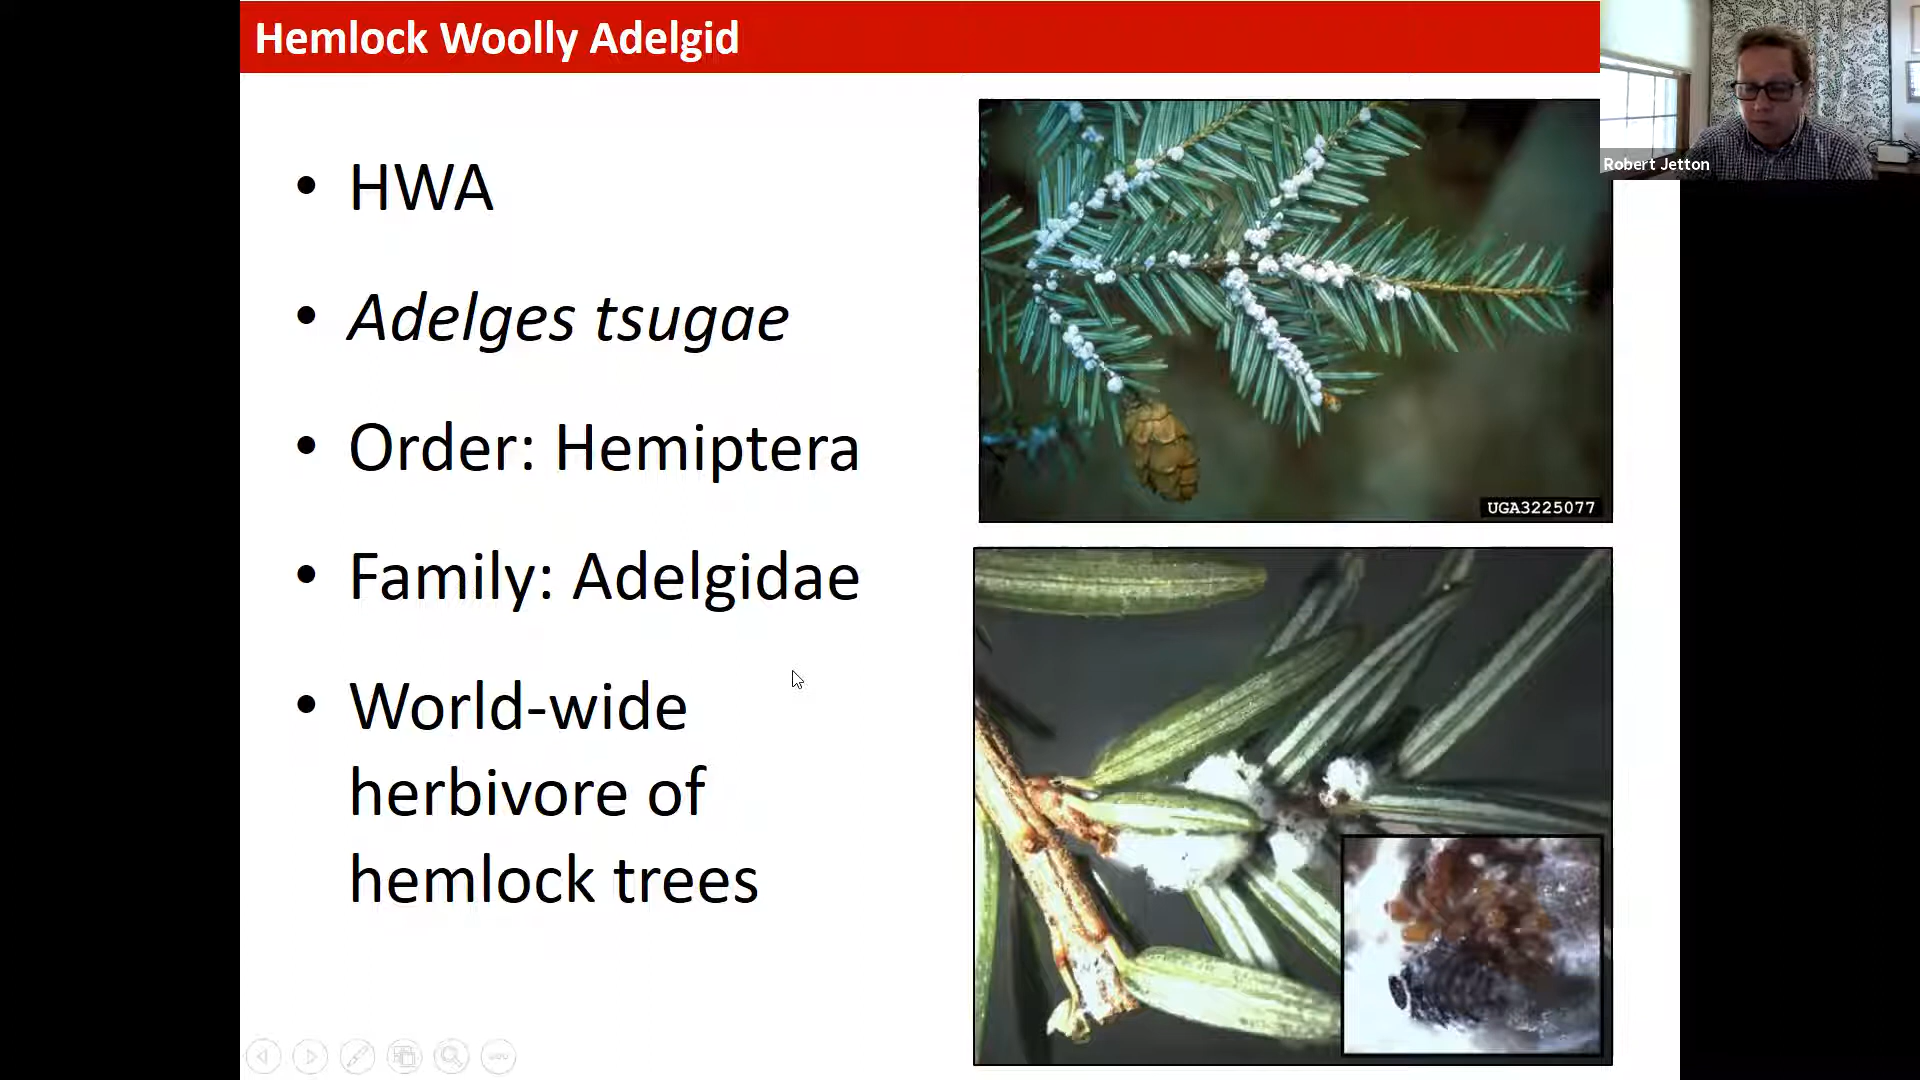 Hemlock Woolly Adelgid
Robert Jetton
• HWA
• Adelges tsugae
• Order: Hemiptera
• Family: Adelgidae
• World-wide
herbivore of
hemlock trees
UGA3225077